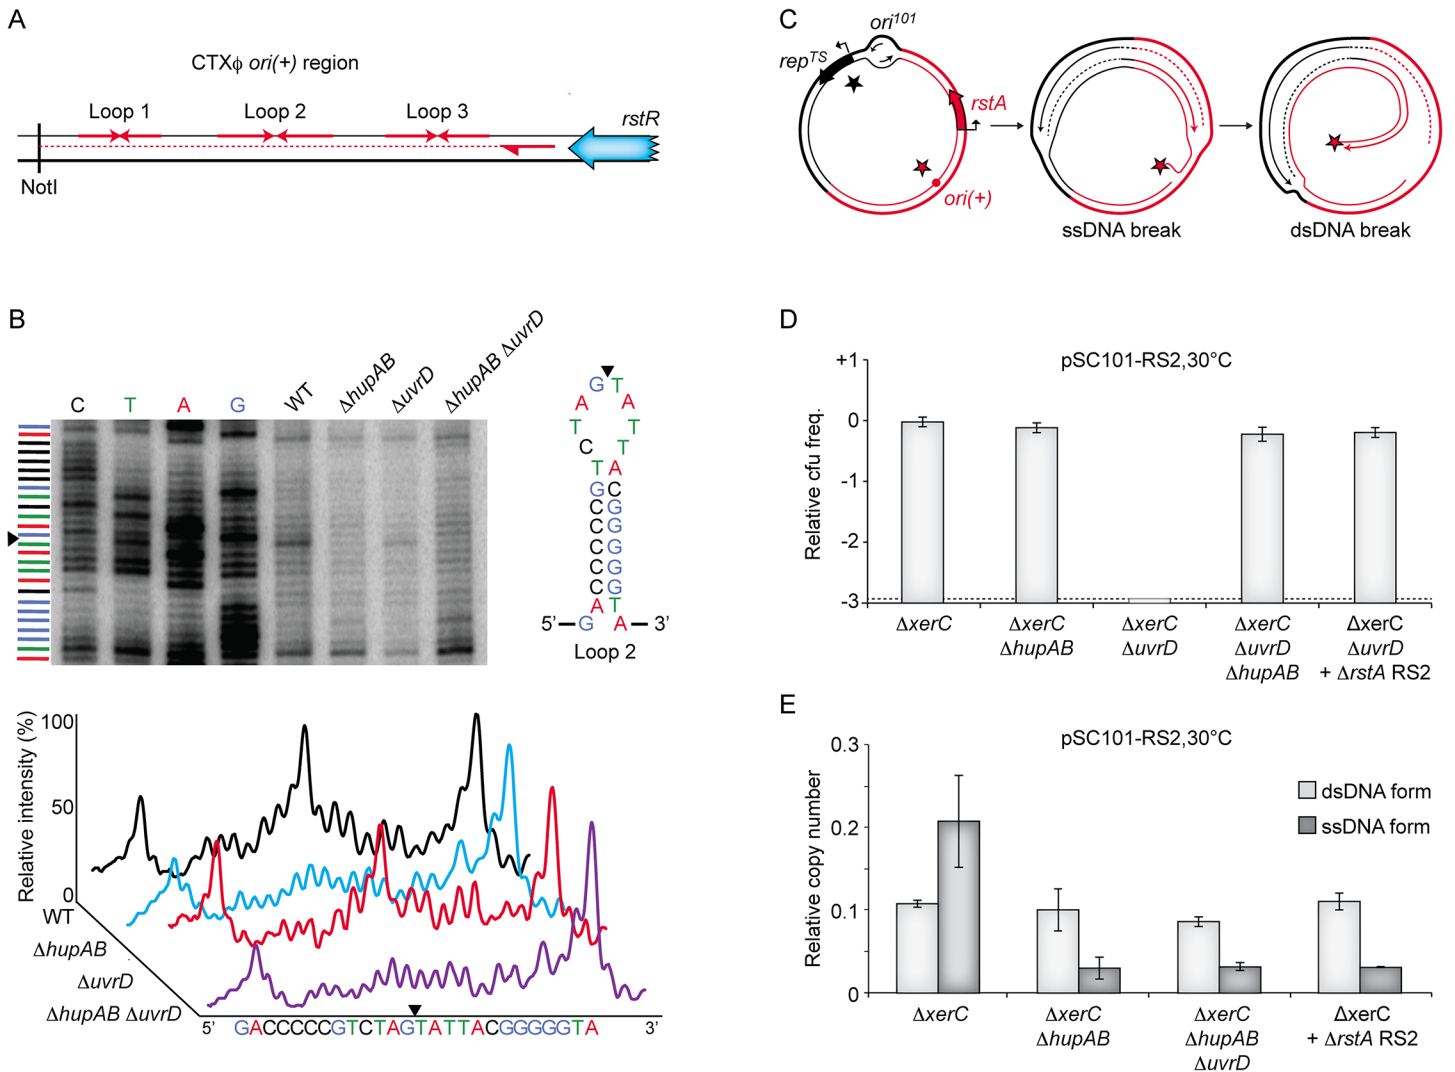 A
CTXϕ ori(+) region
Loop 1 Loop 2 Loop 3
rstR
NotI
B
C T A G WT ΔhupAB ΔuvrD ΔhupAB ΔuvrD
G T
A A
T T
C T
T A
G C
C G
C G
C G
C G
C G
A T
5’ G A 3’
Loop 2
Relative intensity (%)
100
50
0
WT
ΔhupAB
ΔuvrD
ΔhupAB ΔuvrD
5’ GACCCCCGTCTAGTATTACGGGGGTA 3’
C
ori101
repTS
rstA
ori(+)
ssDNA break
dsDNA break
D
pSC101-RS2,30°C
Relative cfu freq.
+1
0
-1
-2
-3
ΔxerC
ΔxerC ΔhupAB
ΔxerC ΔuvrD
ΔxerC ΔuvrD ΔhupAB
ΔxerC ΔuvrD + ΔrstA RS2
E
pSC101-RS2,30°C
Relative copy number
0.3
0.2
0.1
0
dsDNA form
ssDNA form
ΔxerC
ΔxerC ΔhupAB
ΔxerC ΔhupAB ΔuvrD
ΔxerC + ΔrstA RS2